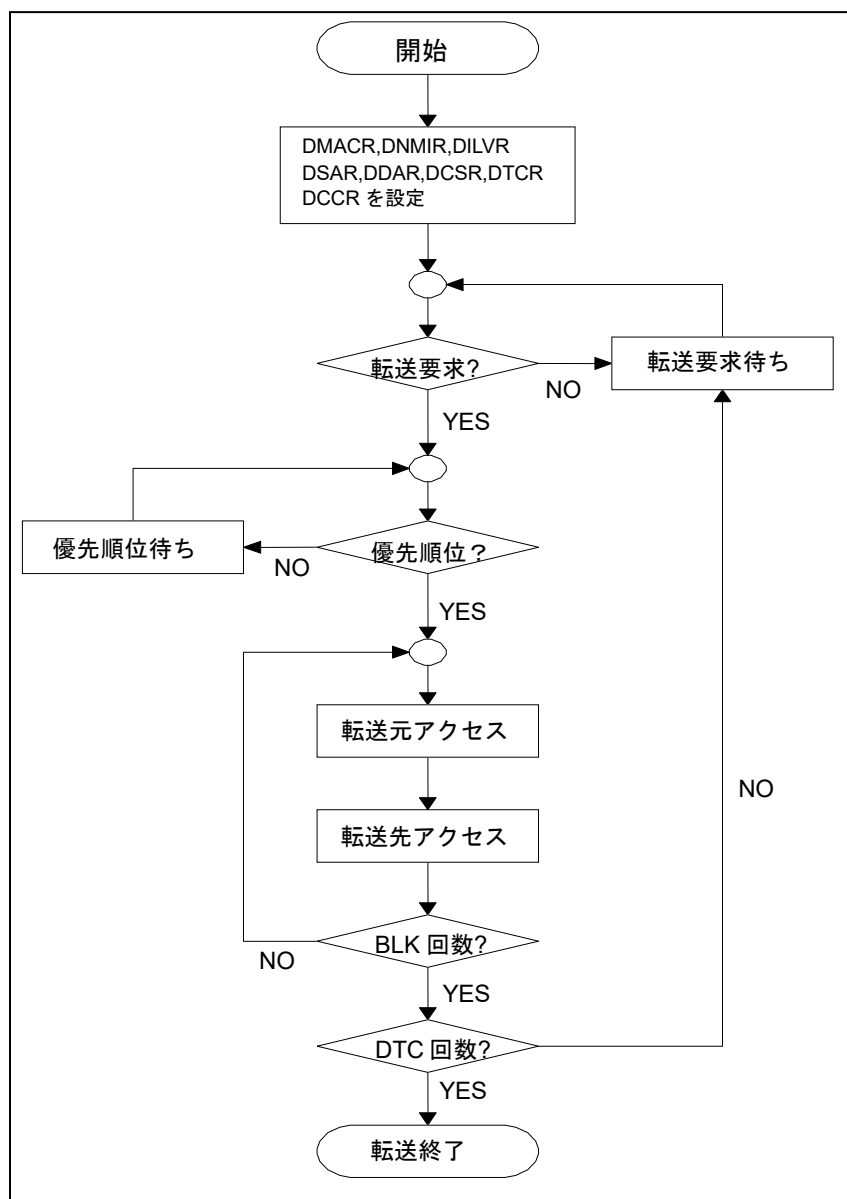 開始
DMACR,DNMIR,DILVR
DSAR,DDAR,DCSR,DTCR
DCCR を設定
転送要求?
NO
転送要求待ち
YES
優先順位待ち
NO
優先順位?
YES
転送元アクセス
転送先アクセス
NO
BLK 回数?
NO
YES
DTC 回数?
YES
転送終了